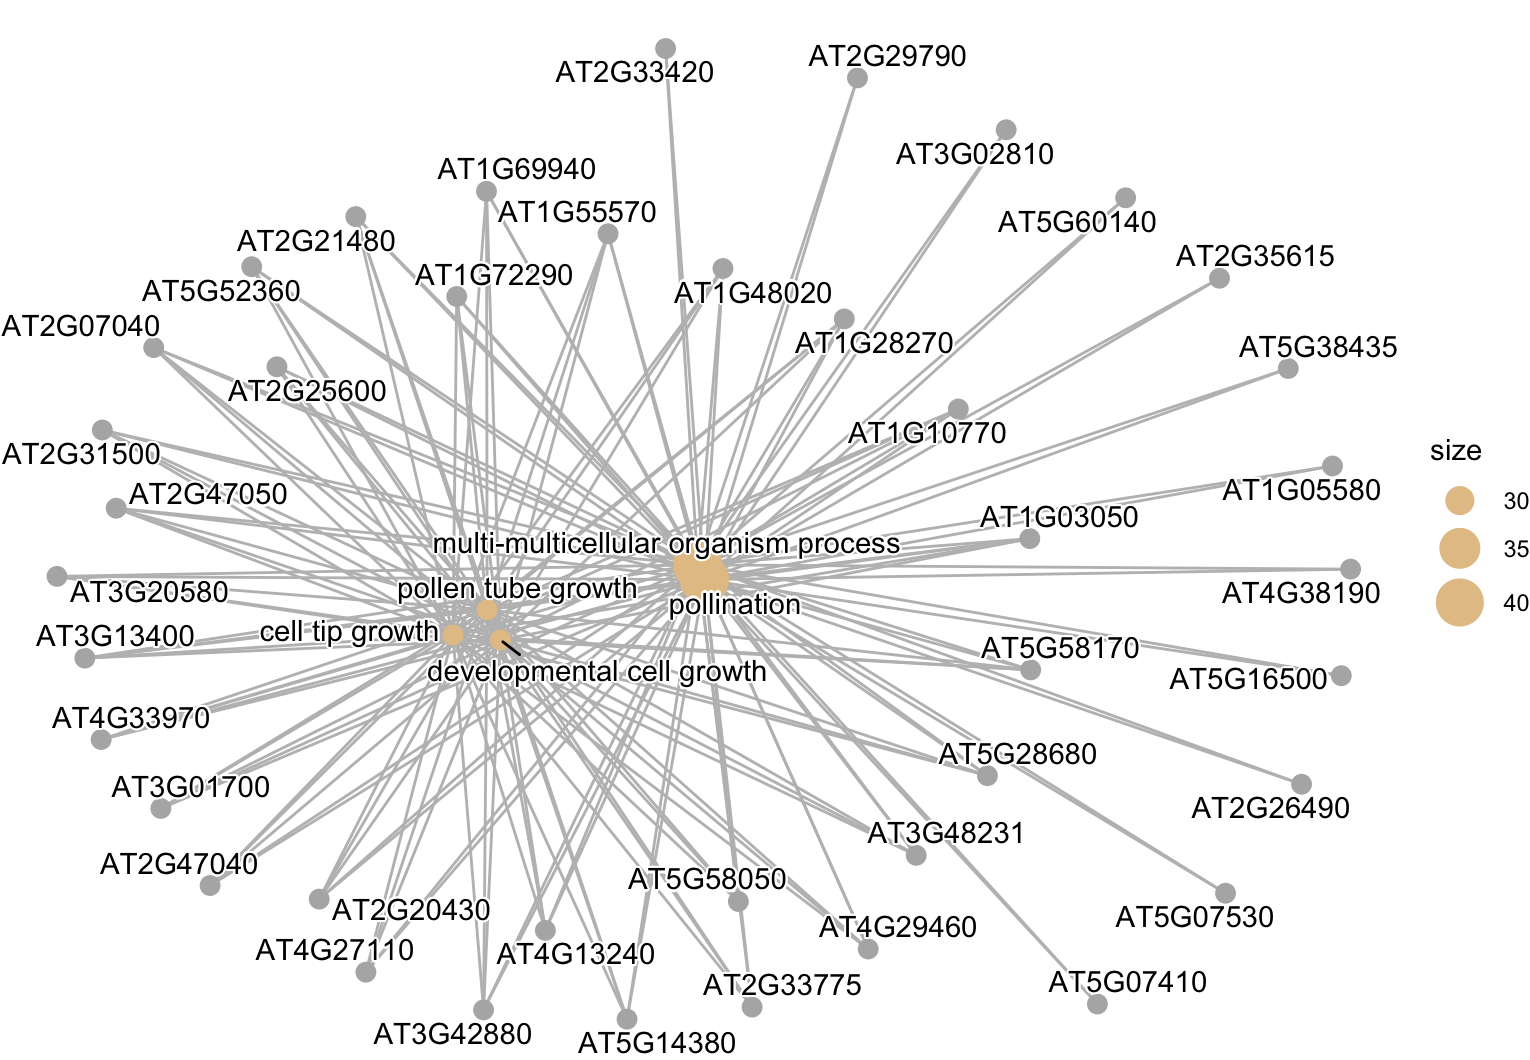 AT2G29790
AT2G33420
AT3G02810
AT1G69940
AT1G55570
AT5G60140
AT2G21480
AT2G35615
AT1G72290
AT5G52360
AT1G48020
AT2G07040
AT1G28270
AT5G38435
AT2G25600
AT1G10770
AT2G31500
size
AT2G47050
AT1G05580
30
AT1G03050
multi-multicellular organism process
35
pollen tube growth
AT3G20580
AT4G38190
pollination
40
cell tip growth
AT3G13400
AT5G58170
developmental cell growth
AT5G16500
AT4G33970
AT5G28680
AT3G01700
AT2G26490
AT3G48231
AT2G47040
AT5G58050
AT2G20430
AT5G07530
AT4G29460
AT4G27110
AT4G13240
AT5G07410
AT2G33775
AT3G42880
AT5G14380